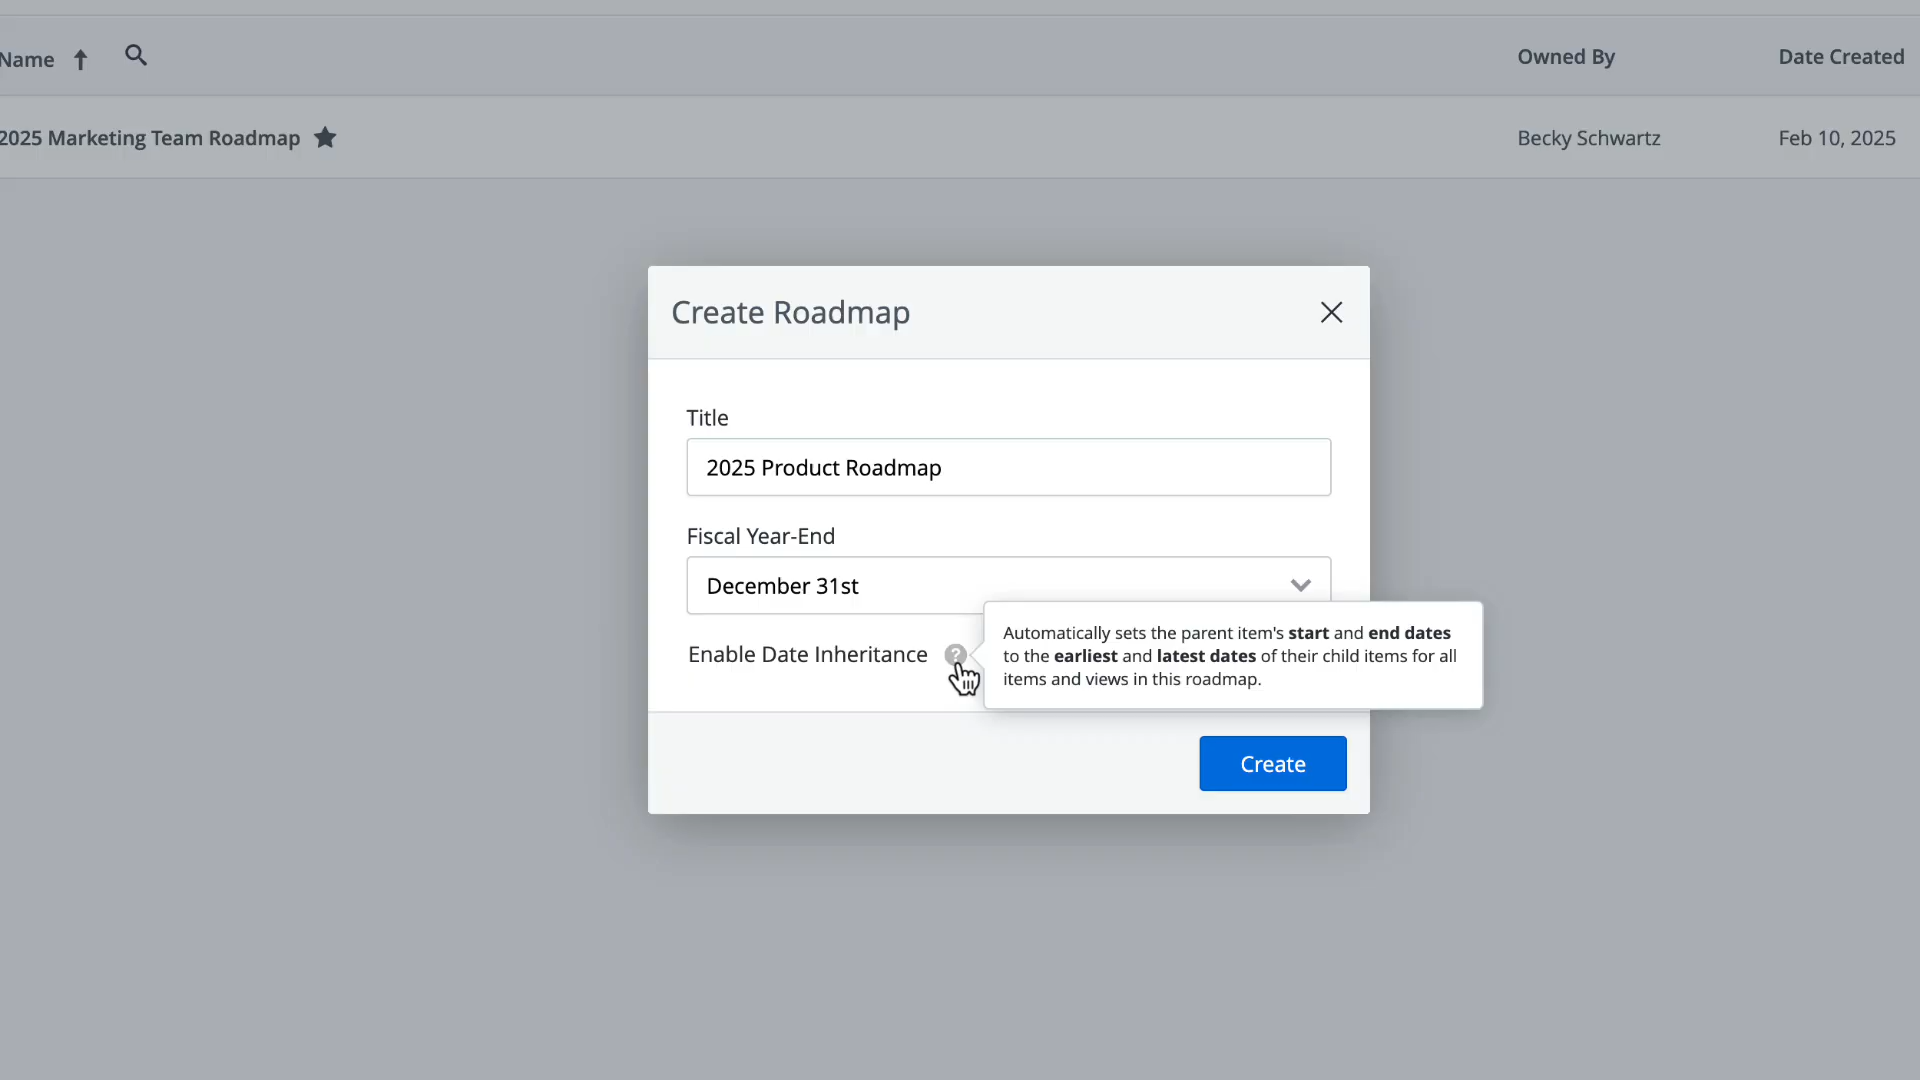 Name
Owned By
Date Created
2025 Marketing Team Roadmap
Becky Schwartz
Feb 10, 2025
Create Roadmap
Title
2025 Product Roadmap
Fiscal Year-End
December 31st
Enable Date Inheritance ?
Automatically sets the parent item's start and end dates
to the earliest and latest dates of their child items for all
items and views in this roadmap.
Create